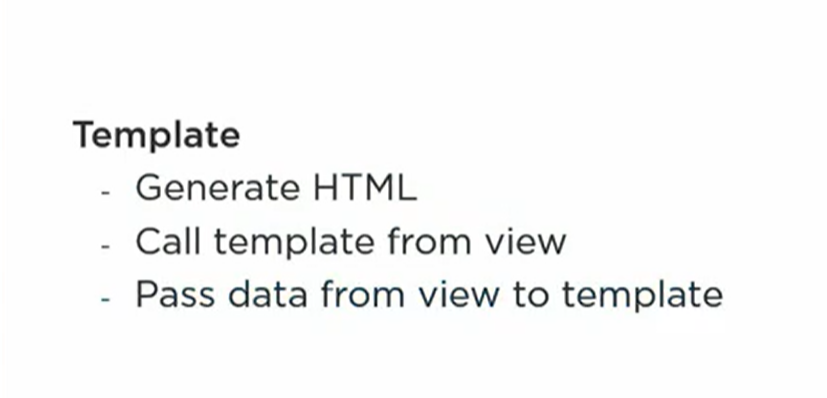 Template
- Generate HTML
- Call template from view
- Pass data from view to template